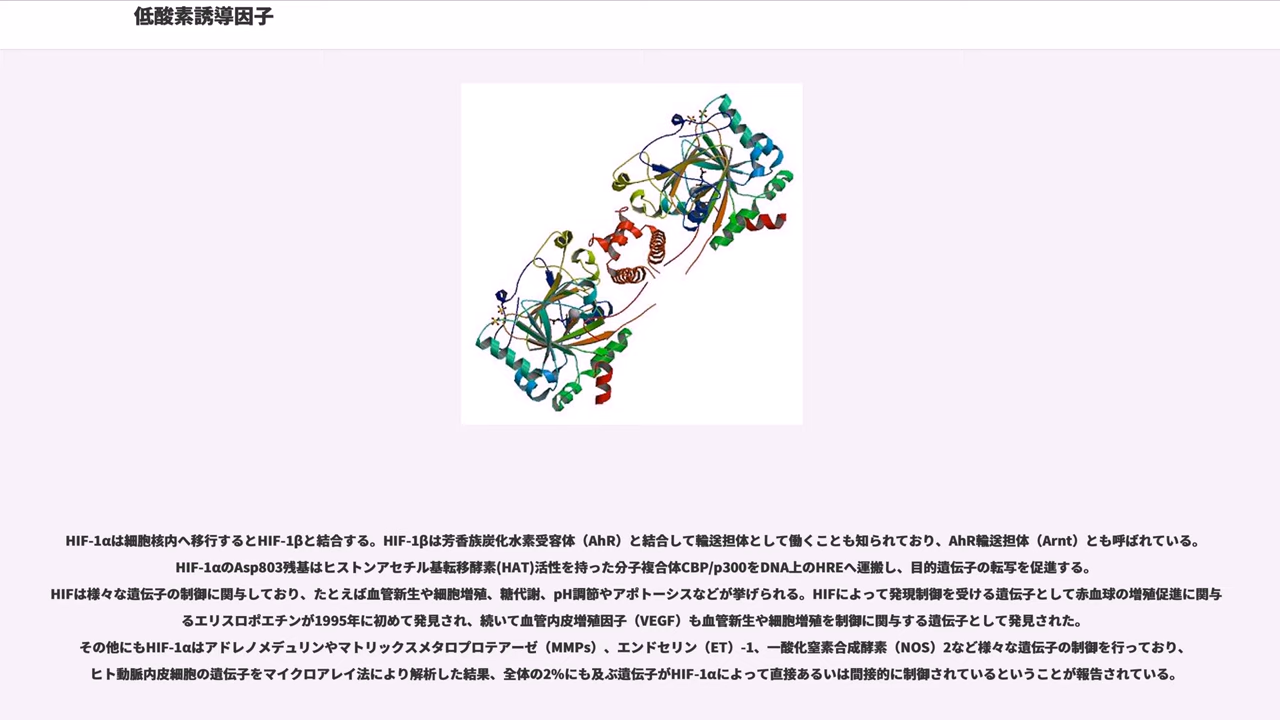 低酸素誘導因子
HIF-1αは細胞核内へ移行するとHIF-1βと結合する。HIF-1βは芳香族炭化水素受容体（AhR）と結合して輸送担体として働くことも知られており、AhR輸送担体（Arnt）とも呼ばれている。
HIF-1αのAsp803残基はヒストンアセチル基転移酵素(HAT)活性を持った分子複合体CBP/p300をDNA上のHREへ運搬し、目的遺伝子の転写を促進する。
HIFは様々な遺伝子の制御に関与しており、たとえば血管新生や細胞増殖、糖代謝、pH調節やアポトーシスなどが挙げられる。HIFによって発現制御を受ける遺伝子として赤血球の増殖促進に関与
るエリスロポエチンが1995年に初めて発見され、続いて血管内皮増殖因子（VEGF）も血管新生や細胞増殖を制御に関与する遺伝子として発見された。
その他にもHIF-1αはアドレノメデュリンやマトリックスメタロプロテアーゼ（MMPs）、エンドセリン（ET）-1、一酸化窒素合成酵素（NOS）2など様々な遺伝子の制御を行っており、
ヒト動脈内皮細胞の遺伝子をマイクロアレイ法により解析した結果、全体の2%にも及ぶ遺伝子がHIF-1αによって直接あるいは間接的に制御されているということが報告されている。